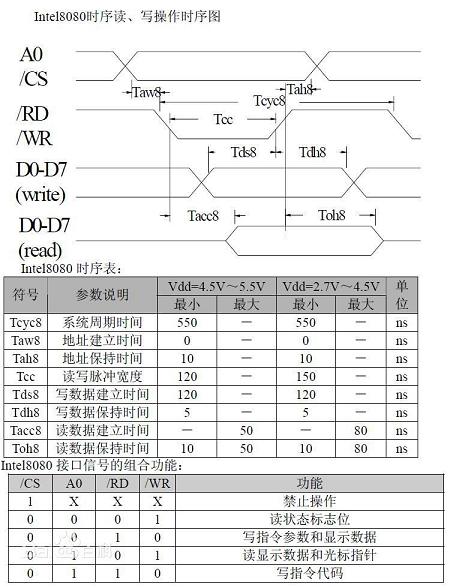 Intel8080时序读、写操作时序图
A0
/CS
Taw8
Tah8
Tcyc8
/RD
/WR
Tcc
D0-D7
(write)
Tds8
Tdh8
D0-D7
(read)
Tacc8
Toh8
Intel8080 时序表:
符号 参数说明 Vdd=4.5V～5.5V Vdd=2.7V～4.5V 单位
最小 最大 最小 最大
Tcyc8 系统周期时间 550 — 550 — ns
Taw8 地址建立时间 0 — 0 — ns
Tah8 地址保持时间 10 — 10 — ns
Tcc 读写脉冲宽度 120 — 150 — ns
Tds8 写数据建立时间 120 — 120 — ns
Tdh8 写数据保持时间 5 — 5 — ns
Tacc8 读数据建立时间 — 50 — 80 ns
Toh8 读数据保持时间 10 50 10 80 ns
Intel8080 接口信号的组合功能:
/CS A0 /RD /WR 功能
1 X X X 禁止操作
0 0 0 1 读状态标志位
0 0 1 0 写指令参数和显示数据
0 1 0 1 读显示数据和光标指针
0 1 1 0 写指令代码